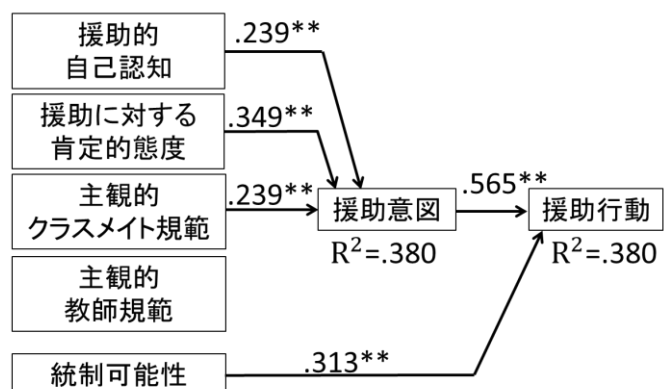 援助的
自己認知
.239**
援助に対する
肯定的態度
.349**
主観的
クラスメイト規範
.239**
援助意図
R²=.380
.565**
援助行動
R²=.380
主観的
教師規範
統制可能性
.313**